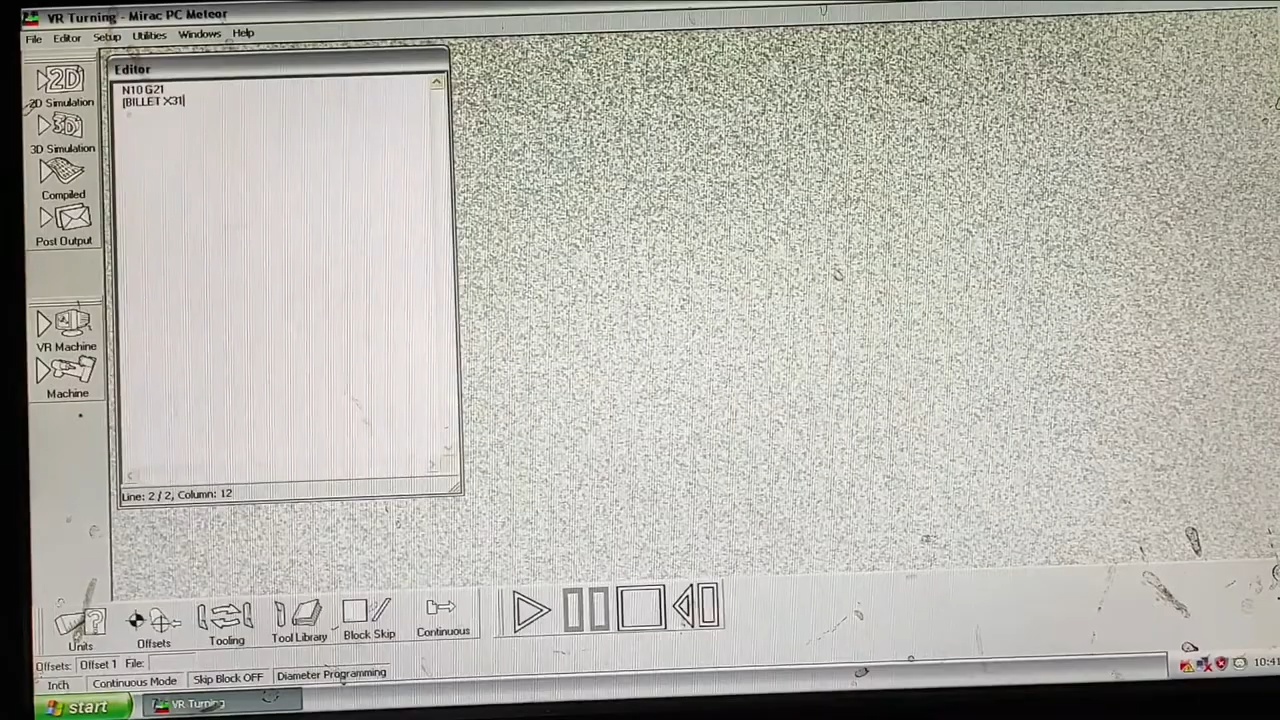 VR Turning - Mirac PC Meteor
File Editor Setup Utilities Windows Help
Editor
N10 G21
[BILLET X31
2D Simulation
3D Simulation
Compiled
Post Output
VR Machine
Machine
Line: 2 / 2, Column: 12
Units
Offsets
Tooling
Tool Library
Block Skip
Continuous
Offsets: Offset 1 File:
Inch Continuous Mode Skip Block OFF Diameter Programming
start VR Turning 10:41